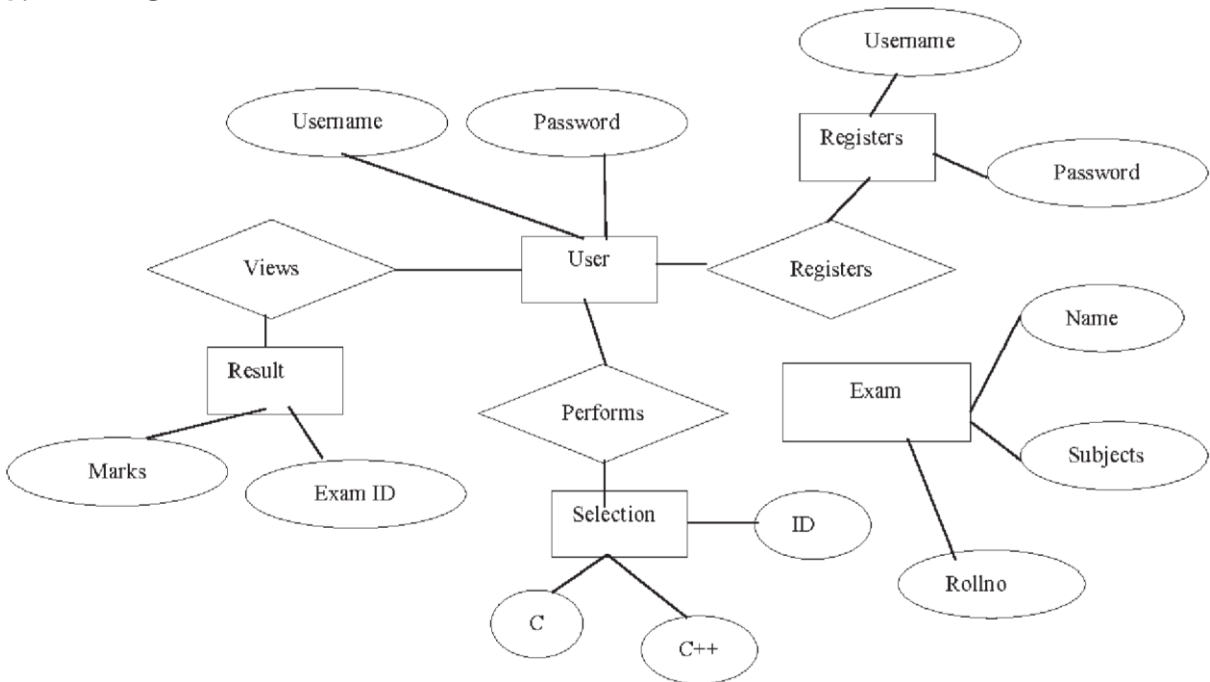 Username
Username
Password
Registers
Password
User
Views
Registers
Name
Result
Exam
Performs
Subjects
Marks
Exam ID
Selection
ID
Rollno
C
C++